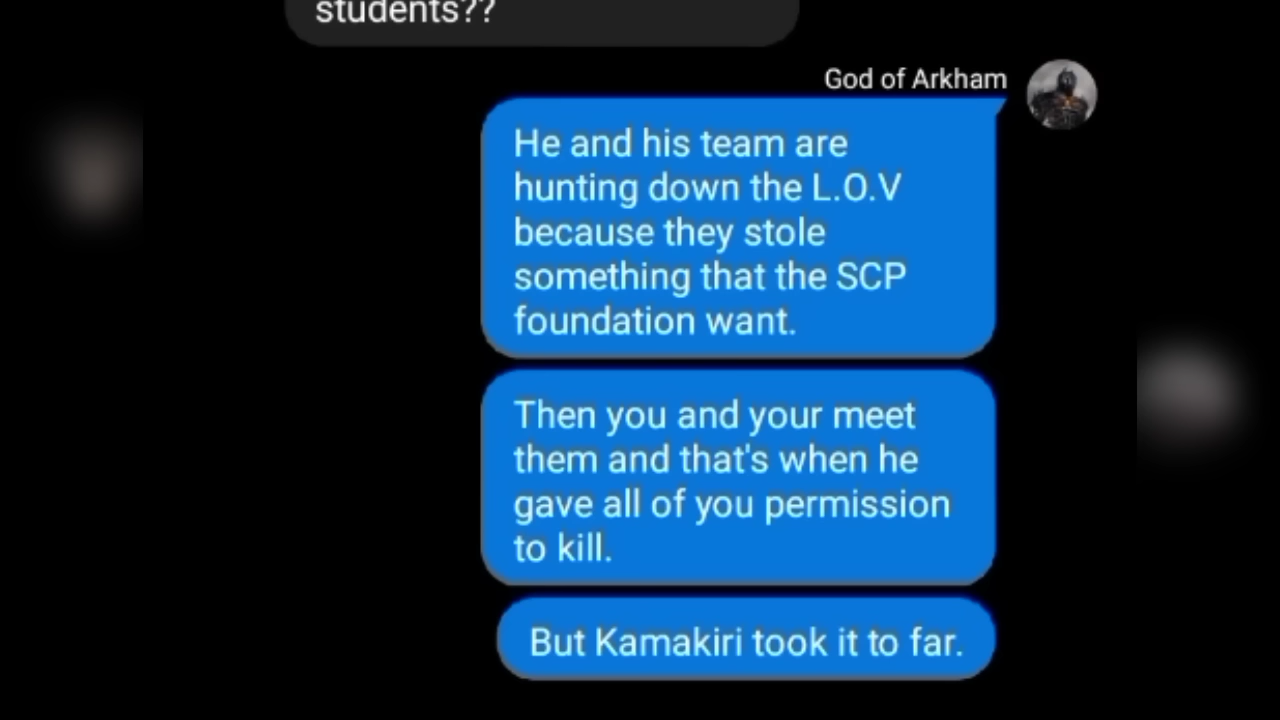 students??
God of Arkham
He and his team are
hunting down the L.O.V
because they stole
something that the SCP
foundation want.
Then you and your meet
them and that's when he
gave all of you permission
to kill.
But Kamakiri took it to far.